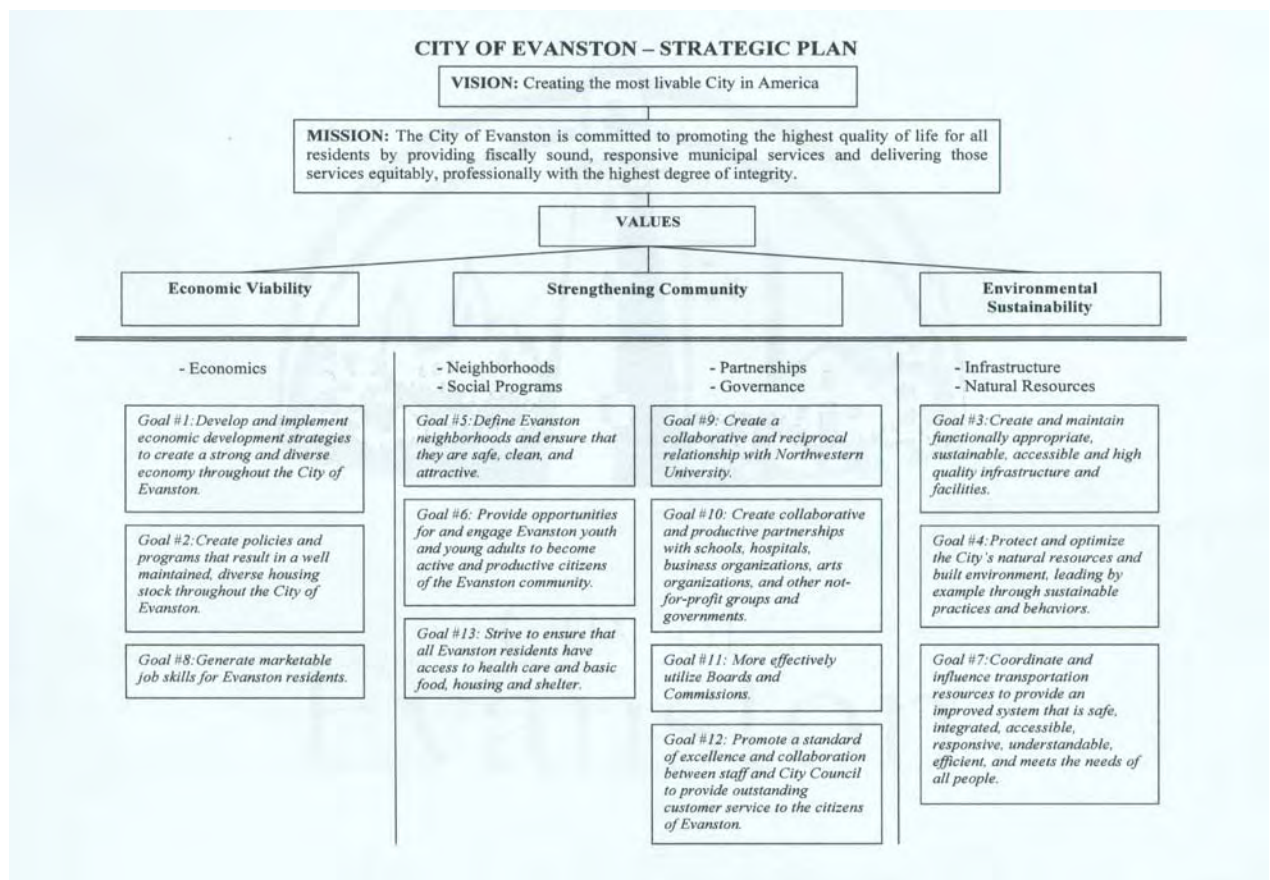 CITY OF EVANSTON – STRATEGIC PLAN
VISION: Creating the most livable City in America
MISSION: The City of Evanston is committed to promoting the highest quality of life for all
residents by providing fiscally sound, responsive municipal services and delivering those
services equitably, professionally with the highest degree of integrity.
VALUES
Economic Viability
Strengthening Community
Environmental
Sustainability
- Economics
Goal #1:Develop and implement
economic development strategies
to create a strong and diverse
economy throughout the City of
Evanston.
Goal #2:Create policies and
programs that result in a well
maintained, diverse housing
stock throughout the City of
Evanston.
Goal #8:Generate marketable
job skills for Evanston residents.
- Neighborhoods
- Social Programs
Goal #5:Define Evanston
neighborhoods and ensure that
they are safe, clean, and
attractive.
Goal #6: Provide opportunities
for and engage Evanston youth
and young adults to become
active and productive citizens
of the Evanston community.
Goal #13: Strive to ensure that
all Evanston residents have
access to health care and basic
food, housing and shelter.
- Partnerships
- Governance
Goal #9: Create a
collaborative and reciprocal
relationship with Northwestern
University.
Goal #10: Create collaborative
and productive partnerships
with schools, hospitals,
business organizations, arts
organizations, and other not-
for-profit groups and
governments.
Goal #11: More effectively
utilize Boards and
Commissions.
Goal #12: Promote a standard
of excellence and collaboration
between staff and City Council
to provide outstanding
customer service to the citizens
of Evanston.
- Infrastructure
- Natural Resources
Goal #3:Create and maintain
functionally appropriate,
sustainable, accessible and high
quality infrastructure and
facilities.
Goal #4:Protect and optimize
the City's natural resources and
built environment, leading by
example through sustainable
practices and behaviors.
Goal #7:Coordinate and
influence transportation
resources to provide an
improved system that is safe,
integrated, accessible,
responsive, understandable,
efficient, and meets the needs of
all people.